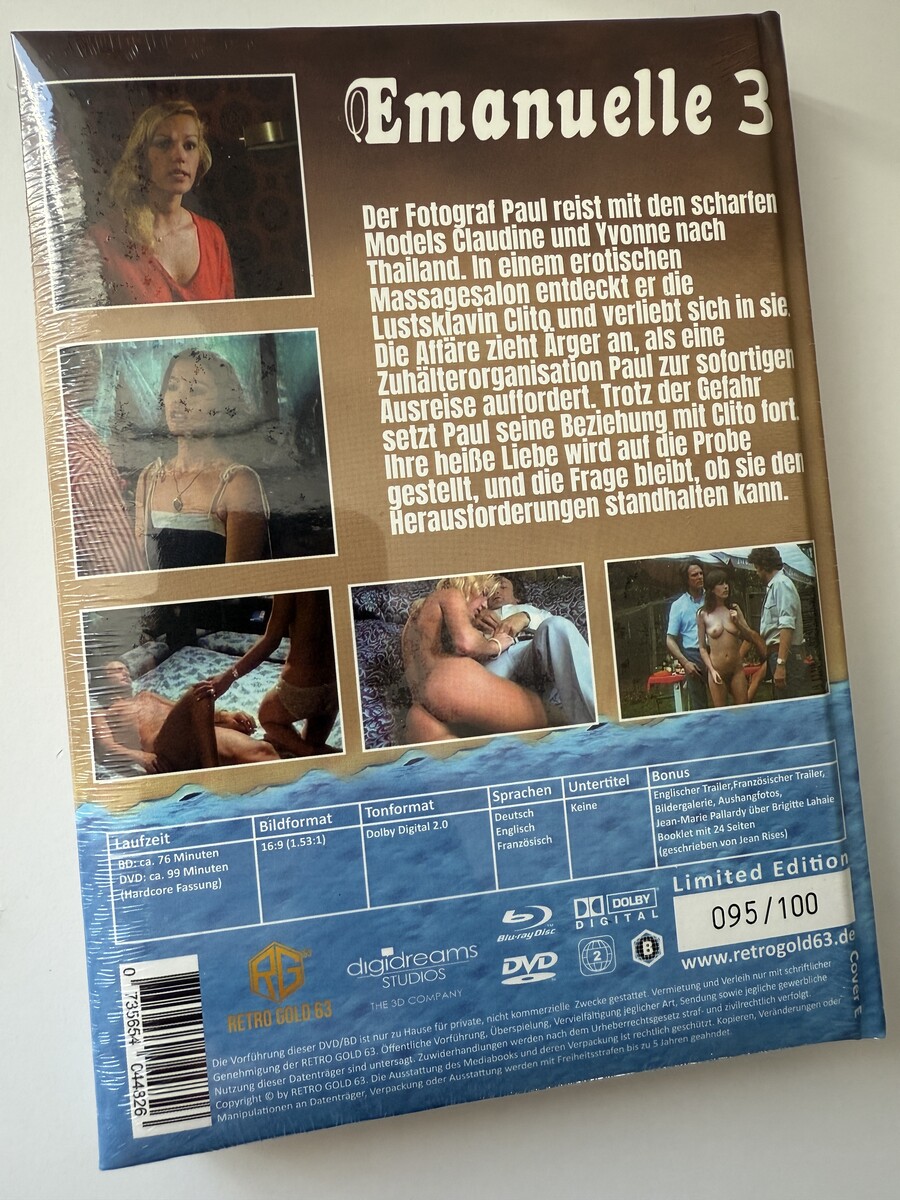 Emanuelle 3
Der Fotograf Paul reist mit den scharfen
Models Claudine und Yvonne nach
Thailand. In einem erotischen
Massagesalon entdeckt er die
Lustsklavin Clito und verliebt sich in sie.
Die Affäre zieht Ärger an, als eine
Zuhälterorganisation Paul zur sofortigen
Ausreise auffordert. Trotz der Gefahr
setzt Paul seine Beziehung mit Clito fort.
Ihre heiße Liebe wird auf die Probe
gestellt, und die Frage bleibt, ob sie den
Herausforderungen standhalten kann.
Laufzeit
BD: ca. 76 Minuten
DVD: ca. 99 Minuten
(Hardcore Fassung)
Bildformat
16:9 (1.53:1)
Tonformat
Dolby Digital 2.0
Sprachen
Deutsch
Englisch
Französisch
Untertitel
Keine
Bonus
Englischer Trailer,Französischer Trailer,
Bildergalerie, Aushangfotos,
Jean-Marie Pallardy über Brigitte Lahaie
Booklet mit 24 Seiten
(geschrieben von Jean Rises)
Limited Edition
095/100
www.retrogold63.de
Cover E
RG
63
RETRO GOLD 63
digidreams
STUDIOS
THE 3D COMPANY
Blu-ray Disc
DVD
VIDEO
DOLBY
DIGITAL
2
B
0 735654 044326
Die Vorführung dieser DVD/BD ist nur zu Hause für private, nicht kommerzielle Zwecke gestattet. Vermietung und Verleih nur mit schriftlicher
Genehmigung der RETRO GOLD 63. Öffentliche Vorführung, Überspielung, Vervielfältigung jeglicher Art, Sendung sowie jegliche gewerbliche
Nutzung dieser Datenträger sind untersagt. Zuwiderhandlungen werden nach dem Urheberrechtsgesetz straf- und zivilrechtlich verfolgt.
Copyright © by RETRO GOLD 63. Die Ausstattung des Mediabooks und deren Verpackung ist rechtlich geschützt. Kopieren, Veränderungen oder
Manipulationen an Datenträger, Verpackung oder Ausstattung werden mit Freiheitsstrafen bis zu 5 Jahren geahndet.